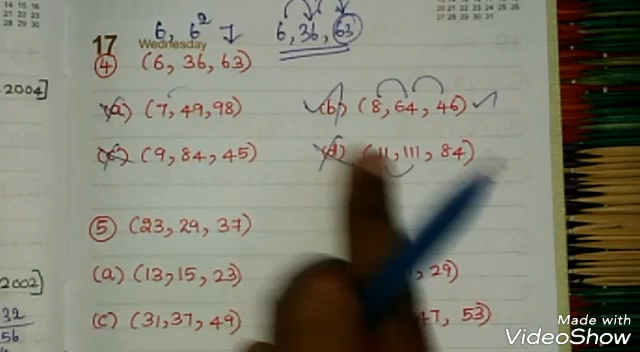 6, 6² 7
6, 36, 63
17 Wednesday
④ (6, 36, 63)
2004]
(a) (7, 49, 98) (b) (8, 64, 46) ✓
(c) (9, 84, 45) (d) (11, 111, 84)
⑤ (23, 29, 37)
(a) (13, 15, 23) , 29)
2002]
(c) (31, 37, 49) 47, 53)
32
56
Made with
VideoShow